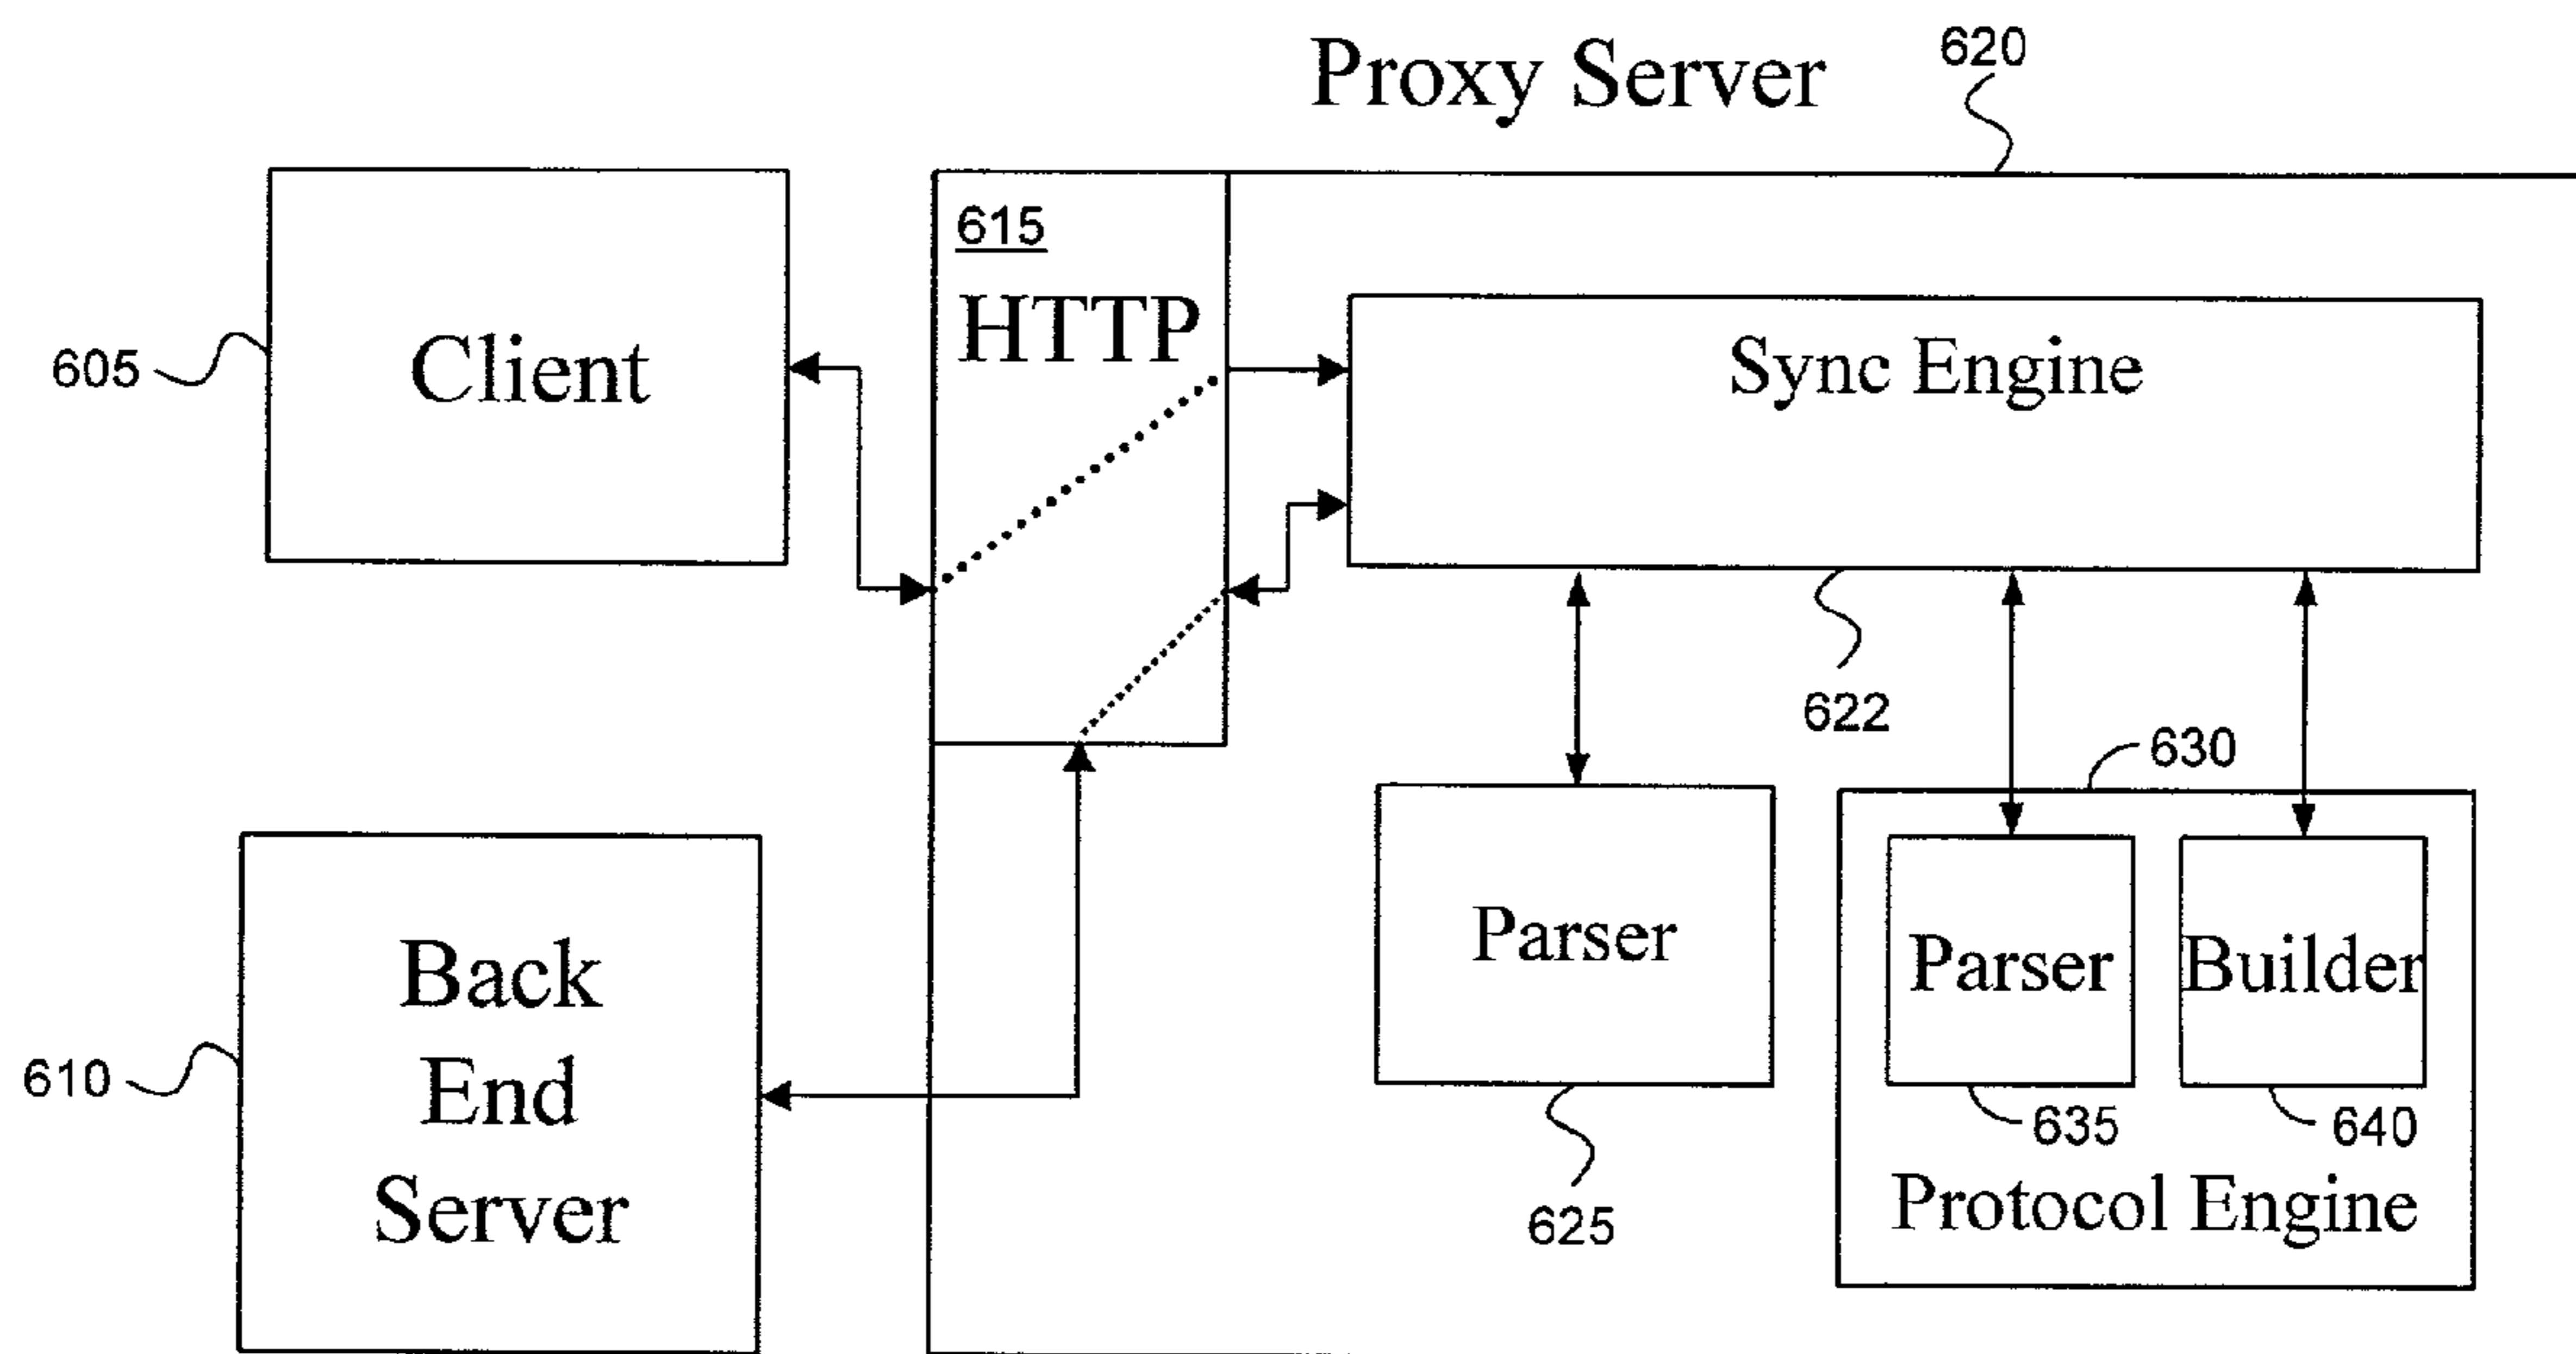 Proxy Server
620
615
HTTP
605
Client
Sync Engine
622
630
610
Back
End
Server
Parser
625
Parser
Builder
635
640
Protocol Engine